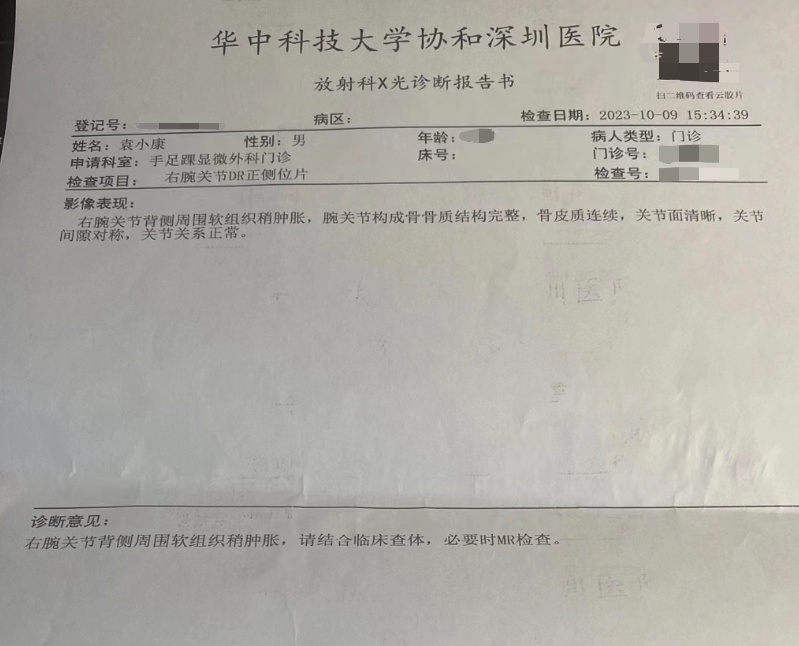 华中科技大学协和深圳医院
放射科X光诊断报告书
扫二维码查看云胶片
登记号： 病区： 检查日期：2023-10-09 15:34:39
姓名：袁小康 性别：男 年龄： 病人类型：门诊
申请科室：手足踝显微外科门诊 床号： 门诊号：
检查项目： 右腕关节DR正侧位片 检查号：
影像表现：
右腕关节背侧周围软组织稍肿胀，腕关节构成骨骨质结构完整，骨皮质连续，关节面清晰，关节
间隙对称，关节关系正常。
诊断意见：
右腕关节背侧周围软组织稍肿胀，请结合临床查体，必要时MR检查。